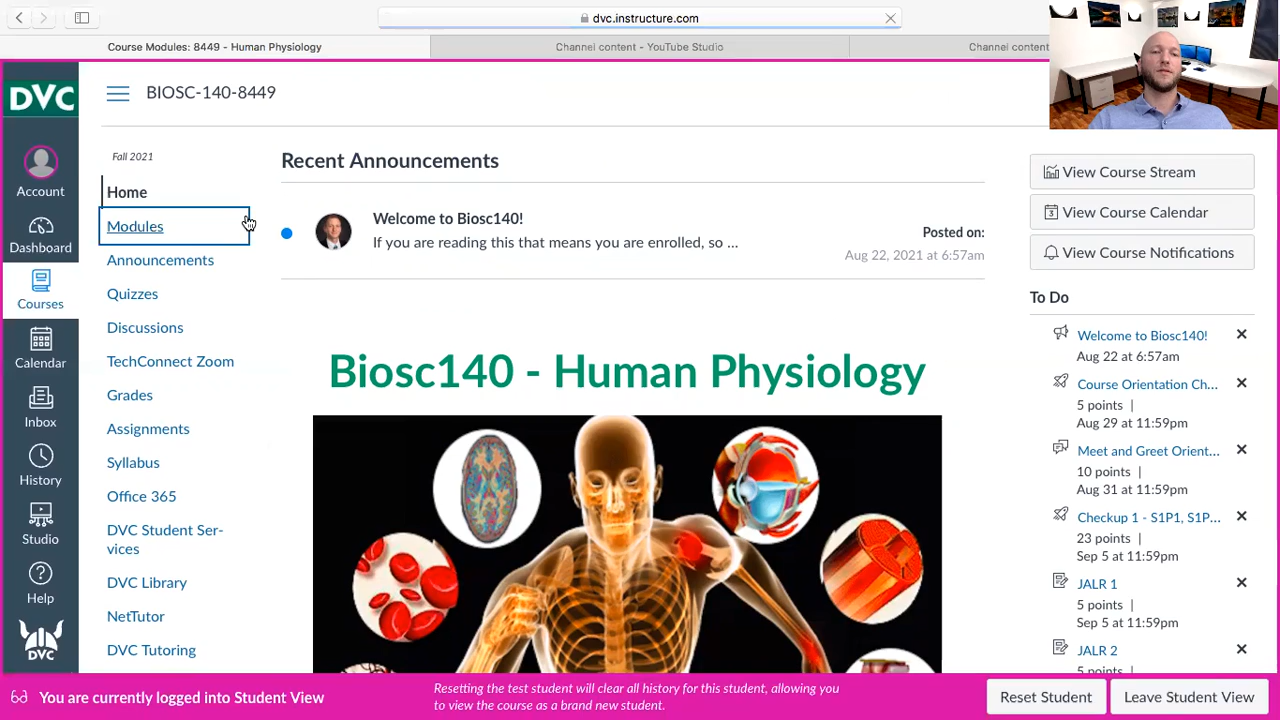 dvc.instructure.com
Course Modules: 8449 - Human Physiology
Channel content - YouTube Studio
Channel content
DVC
BIOSC-140-8449
Account
Dashboard
Courses
Calendar
Inbox
History
Studio
Help
DVC
Fall 2021
Home
Modules
Announcements
Quizzes
Discussions
TechConnect Zoom
Grades
Assignments
Syllabus
Office 365
DVC Student Ser-
vices
DVC Library
NetTutor
DVC Tutoring
Recent Announcements
Welcome to Biosc140!
If you are reading this that means you are enrolled, so ...
Posted on:
Aug 22, 2021 at 6:57am
Biosc140 - Human Physiology
View Course Stream
3 View Course Calendar
View Course Notifications
To Do
Welcome to Biosc140!
Aug 22 at 6:57am
Course Orientation Ch...
5 points |
Aug 29 at 11:59pm
Meet and Greet Orient...
10 points |
Aug 31 at 11:59pm
Checkup 1 - S1P1, S1P...
23 points |
Sep 5 at 11:59pm
JALR 1
5 points |
Sep 5 at 11:59pm
JALR 2
5 points |
You are currently logged into Student View
Resetting the test student will clear all history for this student, allowing you
to view the course as a brand new student.
Reset Student
Leave Student View